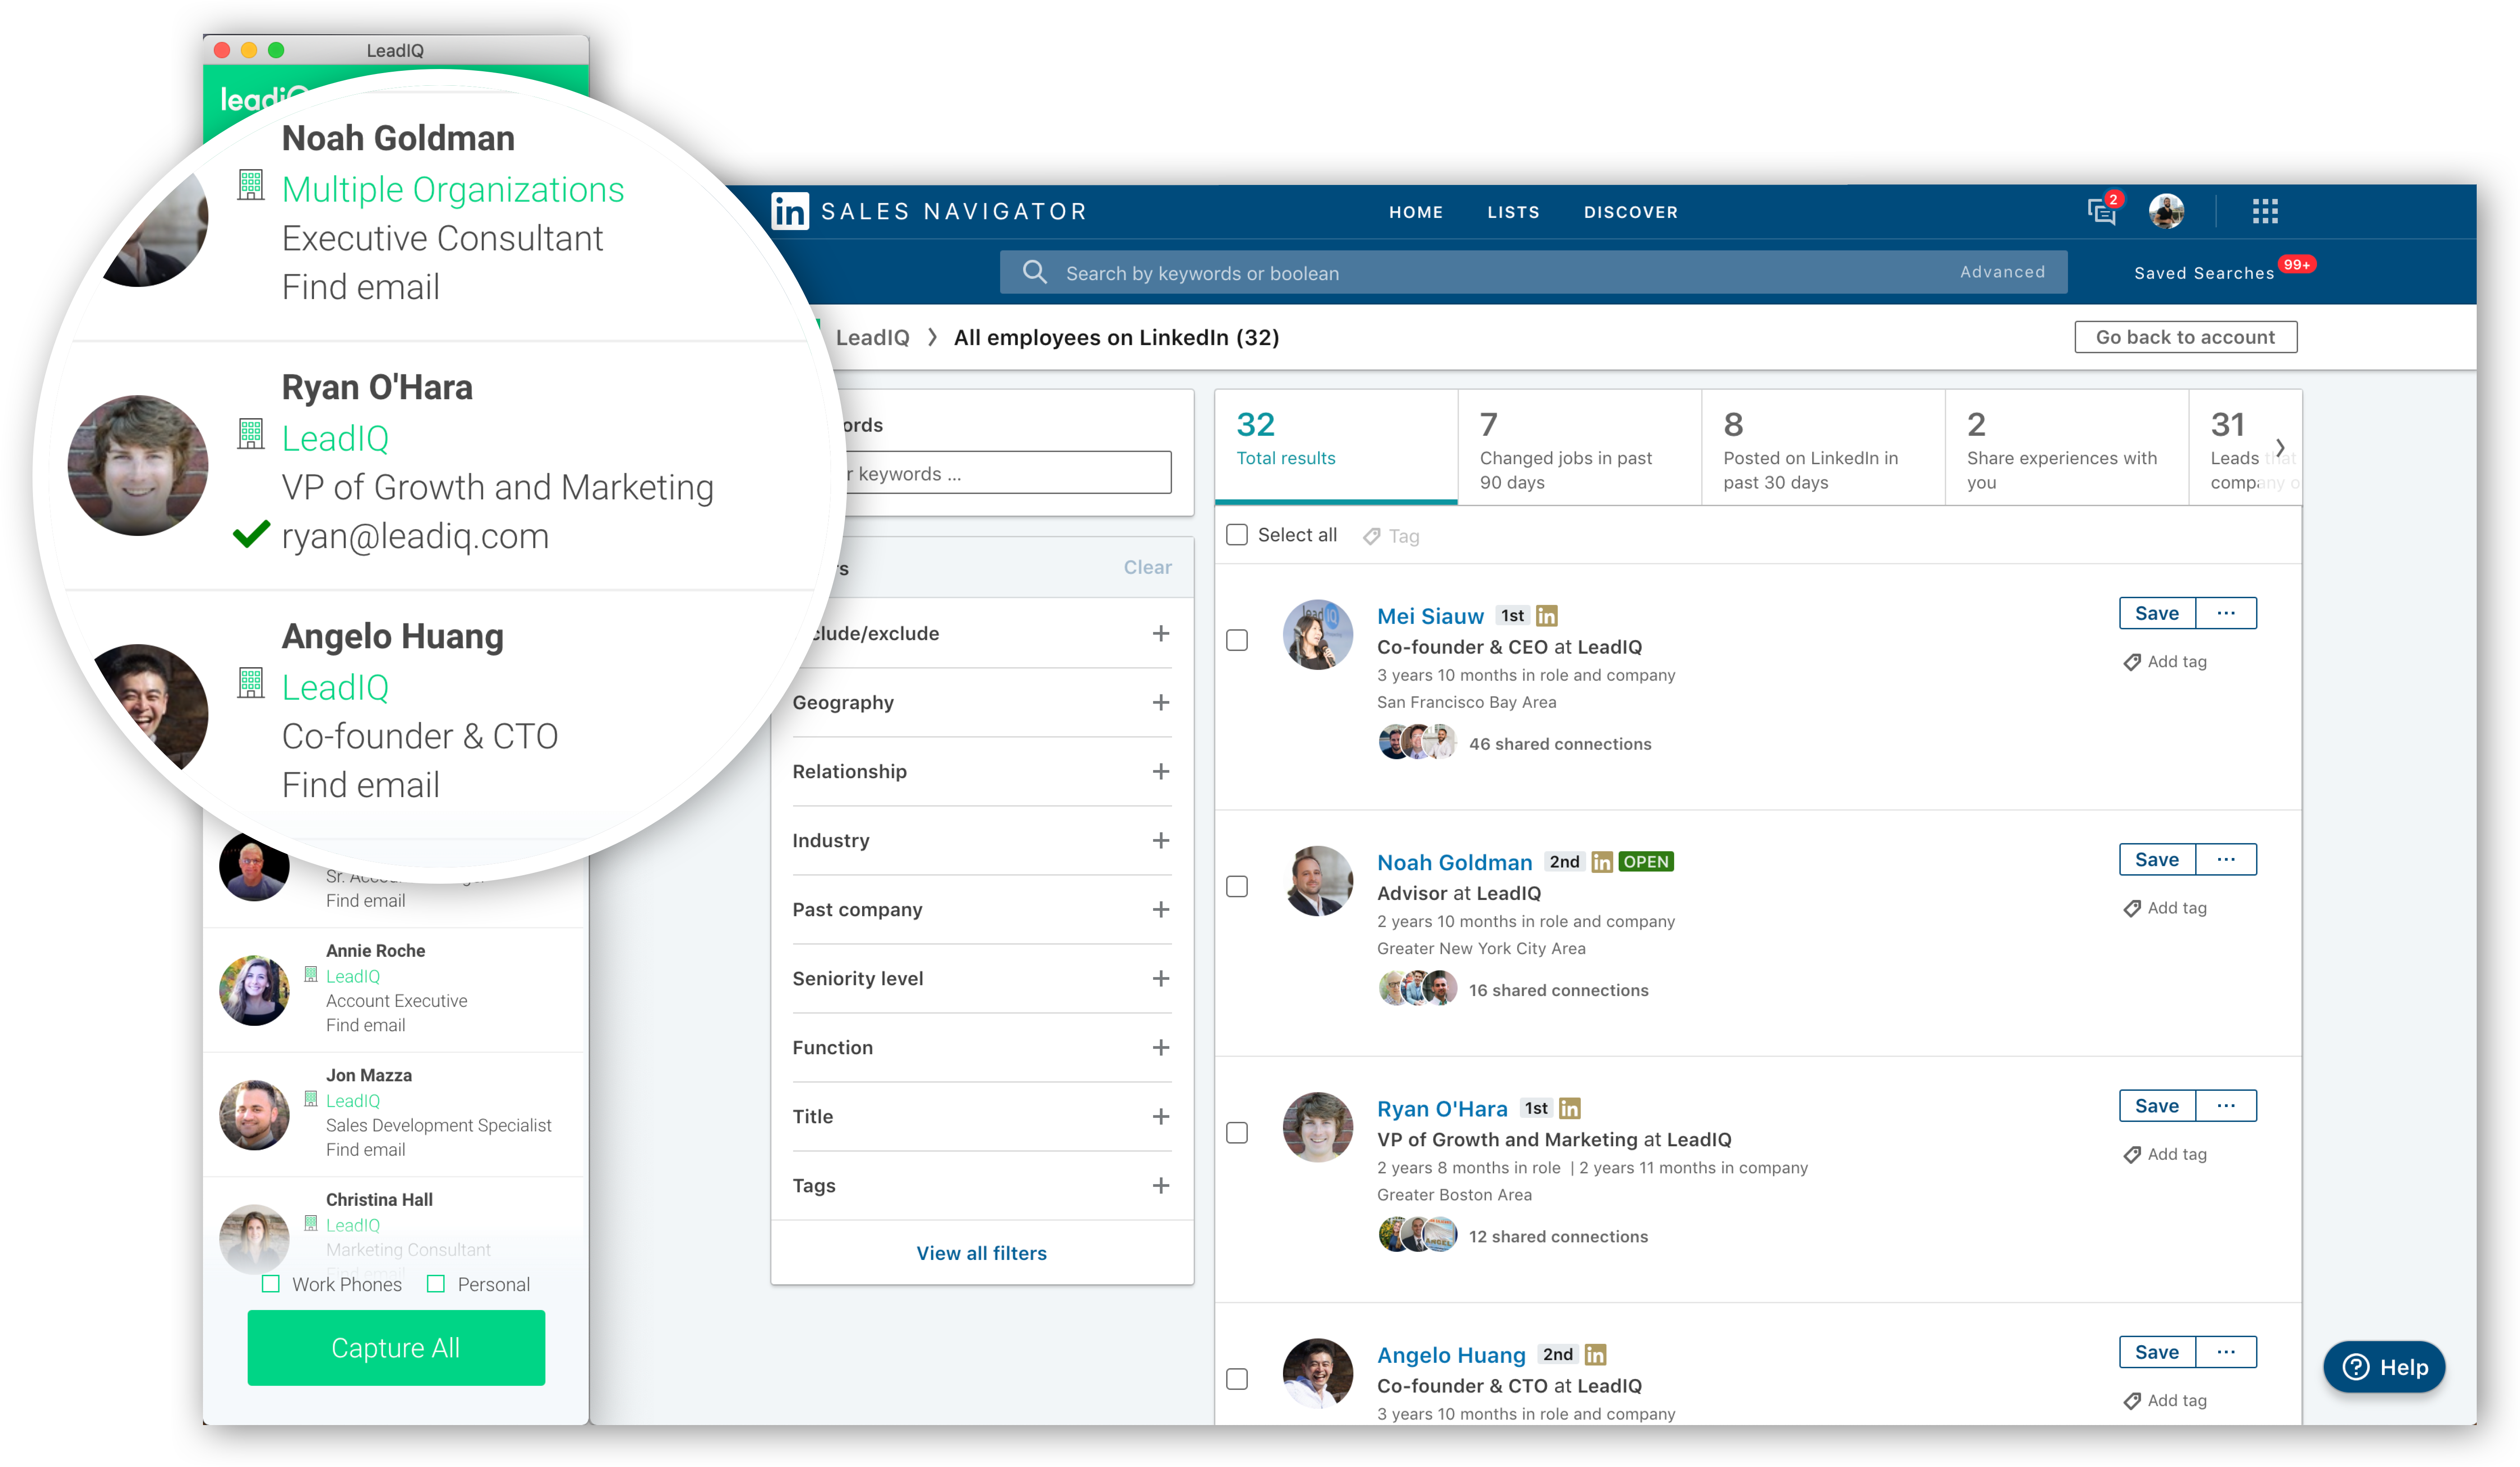 LeadIQ
leadiQ
Noah Goldman
Multiple Organizations
Executive Consultant
Find email
Ryan O'Hara
LeadIQ
VP of Growth and Marketing
ryan@leadiq.com
Angelo Huang
LeadIQ
Co-founder & CTO
Find email
Sr.
Find email
Annie Roche
LeadIQ
Account Executive
Find email
Jon Mazza
LeadIQ
Sales Development Specialist
Find email
Christina Hall
LeadIQ
Marketing Consultant
Find email
Work Phones Personal
Capture All
in SALES NAVIGATOR HOME LISTS DISCOVER 2
Search by keywords or boolean Advanced Saved Searches 99+
LeadIQ > All employees on LinkedIn (32) Go back to account
ords
r keywords ...
rs Clear
clude/exclude
Geography
Relationship
Industry
Past company
Seniority level
Function
Title
Tags
View all filters
32
Total results
7
Changed jobs in past
90 days
8
Posted on LinkedIn in
past 30 days
2
Share experiences with
you
31
Leads that
company o
Select all Tag
Mei Siauw 1st in
Co-founder & CEO at LeadIQ
3 years 10 months in role and company
San Francisco Bay Area
46 shared connections
Save ...
Add tag
Noah Goldman 2nd in OPEN
Advisor at LeadIQ
2 years 10 months in role and company
Greater New York City Area
16 shared connections
Save ...
Add tag
Ryan O'Hara 1st in
VP of Growth and Marketing at LeadIQ
2 years 8 months in role | 2 years 11 months in company
Greater Boston Area
12 shared connections
Save ...
Add tag
Angelo Huang 2nd in
Co-founder & CTO at LeadIQ
3 years 10 months in role and company
Save ...
Add tag
Help